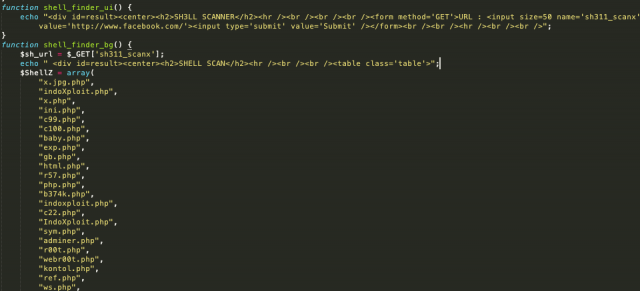 function shell_finder_ui() {
echo "<div id=result><center><h2>SH3LL SCANNER</h2><hr /><br /><br /><br /><form method='GET'>URL : <input size=50 name='sh311_scanx'
value='http://www.facebook.com/'><input type='submit' value='Submit' /></form><br /><br /><hr /><br /><br />";
}
function shell_finder_bg() {
$sh_url = $_GET['sh311_scanx'];
echo " <div id=result><center><h2>SHELL SCAN</h2><hr /><br /><br /><table class='table'>";
$ShellZ = array(
"x.jpg.php",
"indoXploit.php",
"x.php",
"ini.php",
"c99.php",
"c100.php",
"baby.php",
"exp.php",
"gb.php",
"html.php",
"r57.php",
"php.php",
"b374k.php",
"indoxploit.php",
"c22.php",
"IndoXploit.php",
"sym.php",
"adminer.php",
"r00t.php",
"webr00t.php",
"kontol.php",
"ref.php",
"ws.php",